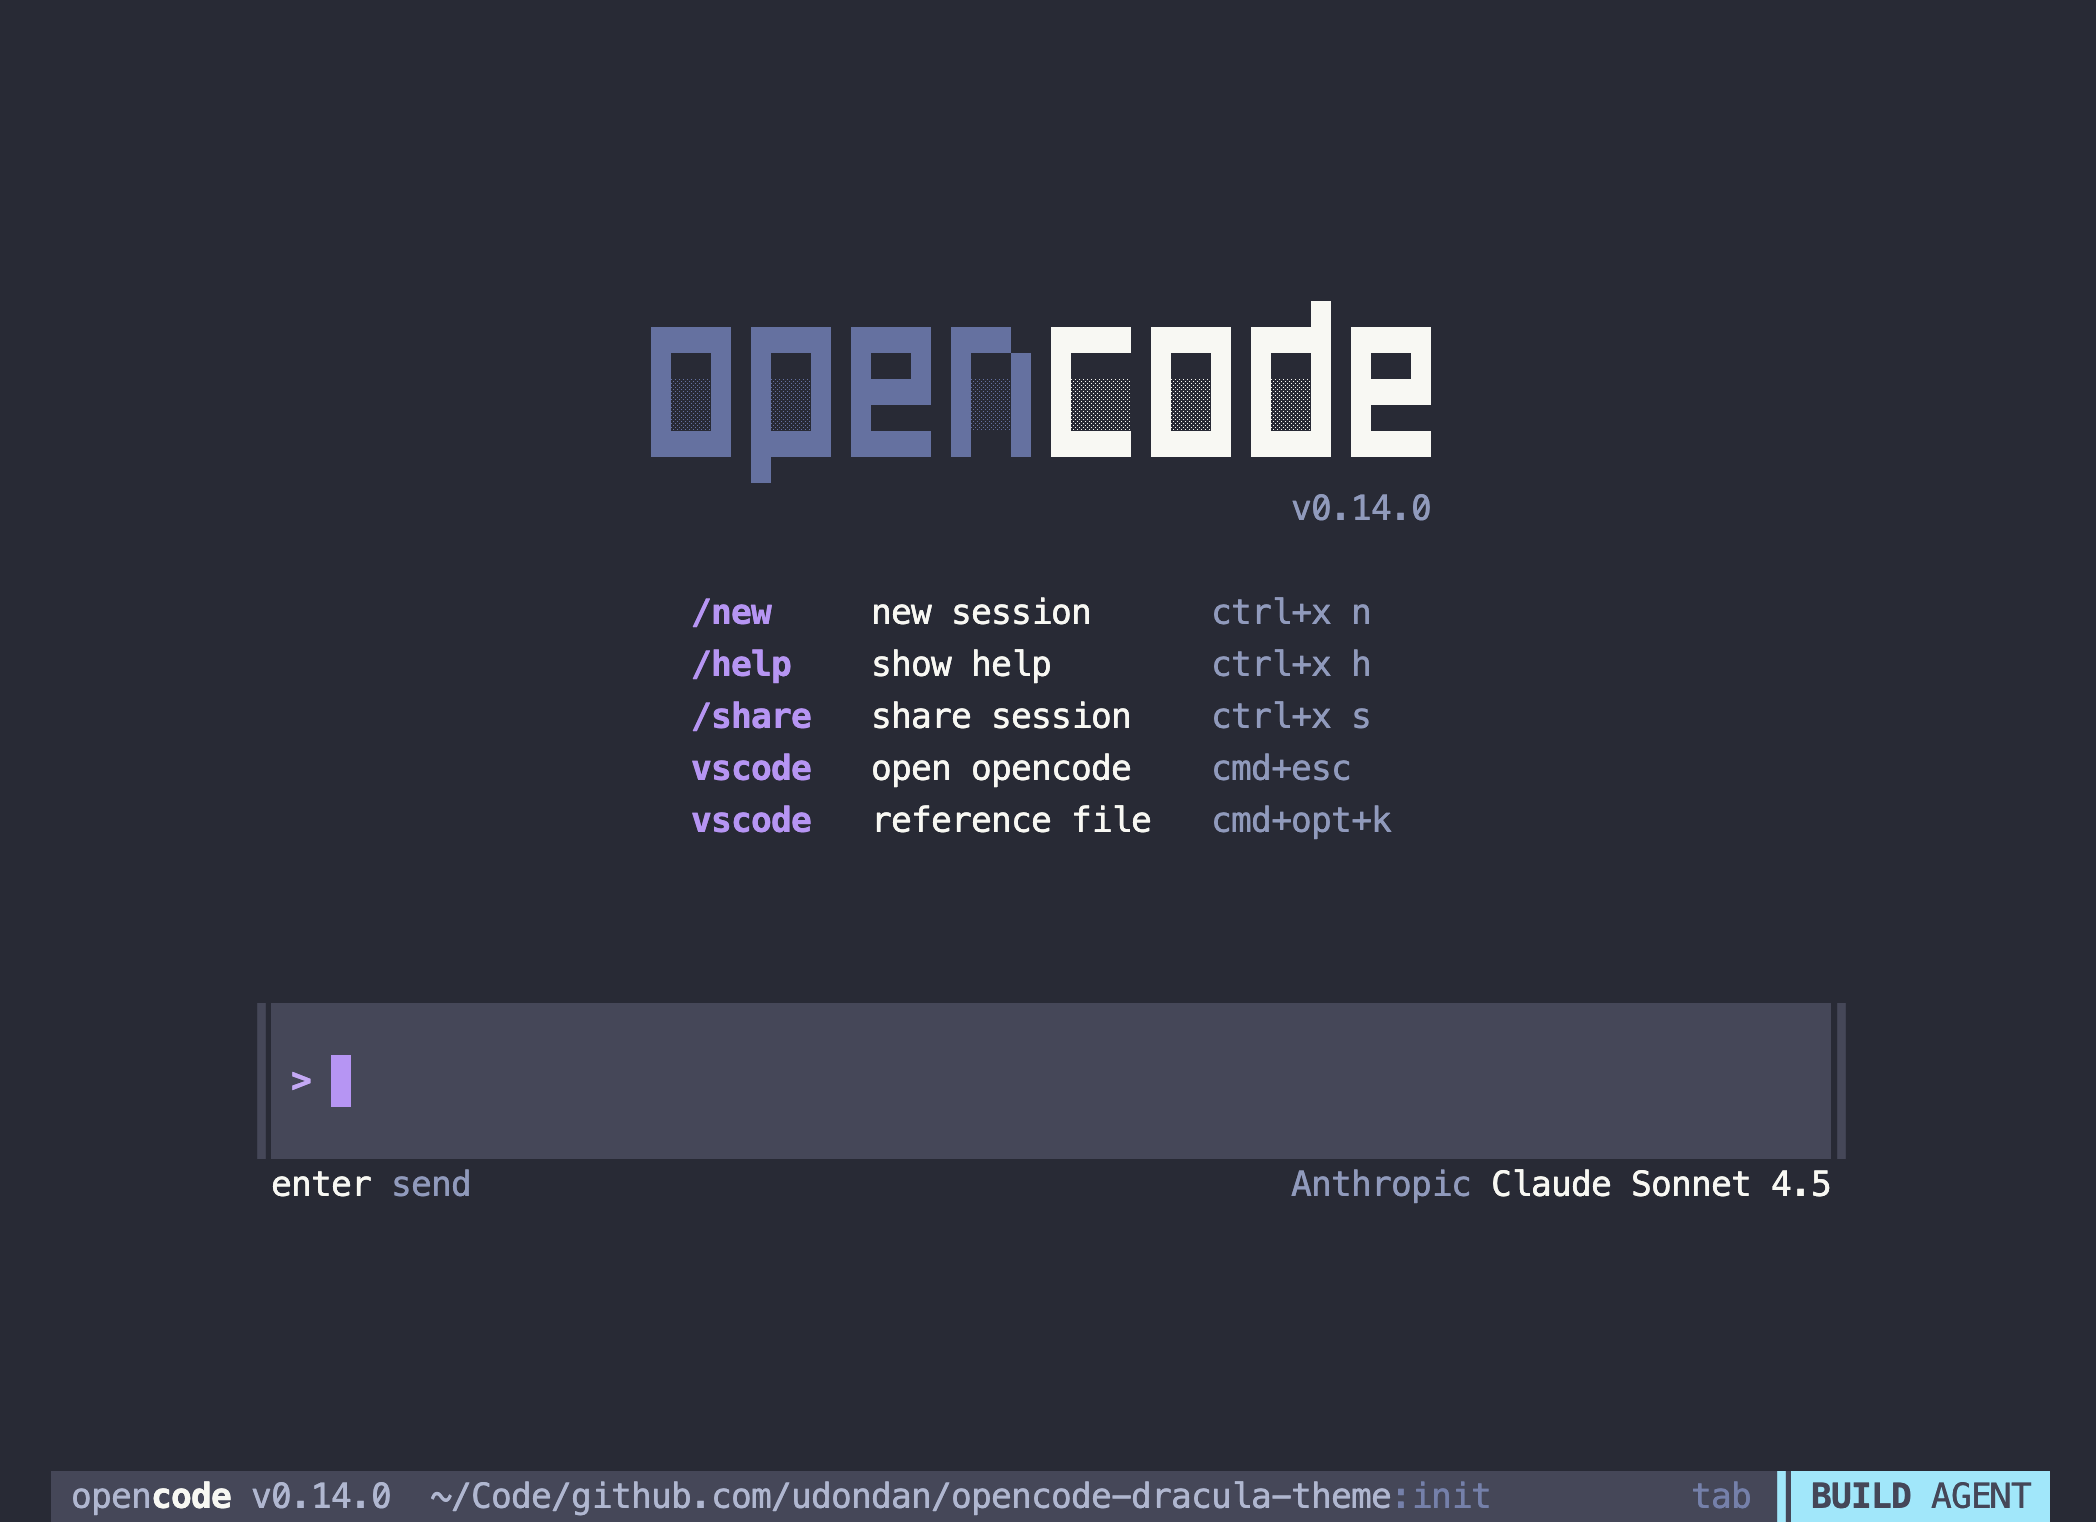 opencode
v0.14.0
/new new session ctrl+x n
/help show help ctrl+x h
/share share session ctrl+x s
vscode open opencode cmd+esc
vscode reference file cmd+opt+k
>
enter send Anthropic Claude Sonnet 4.5
opencode v0.14.0 ~/Code/github.com/udondan/opencode-dracula-theme:init tab BUILD AGENT